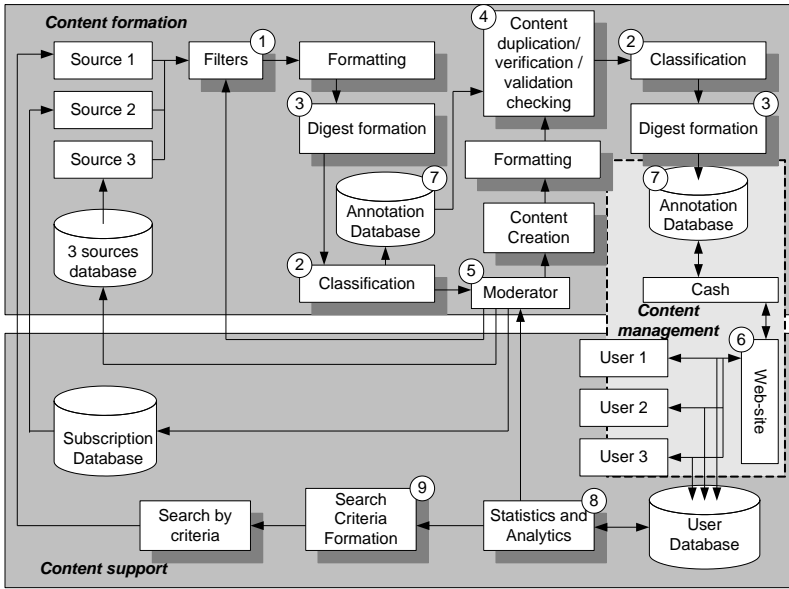 Content formation
Source 1
Source 2
Source 3
3 sources
database
1
Filters
Formatting
3
Digest formation
7
Annotation
Database
2
Classification
4
Content
duplication/
verification /
validation
checking
Formatting
Content
Creation
5
Moderator
2
Classification
3
Digest formation
7
Annotation
Database
Cash
Content
management
6
Web-site
User 1
User 2
User 3
Subscription
Database
Search by
criteria
9
Search
Criteria
Formation
8
Statistics and
Analytics
User
Database
Content support